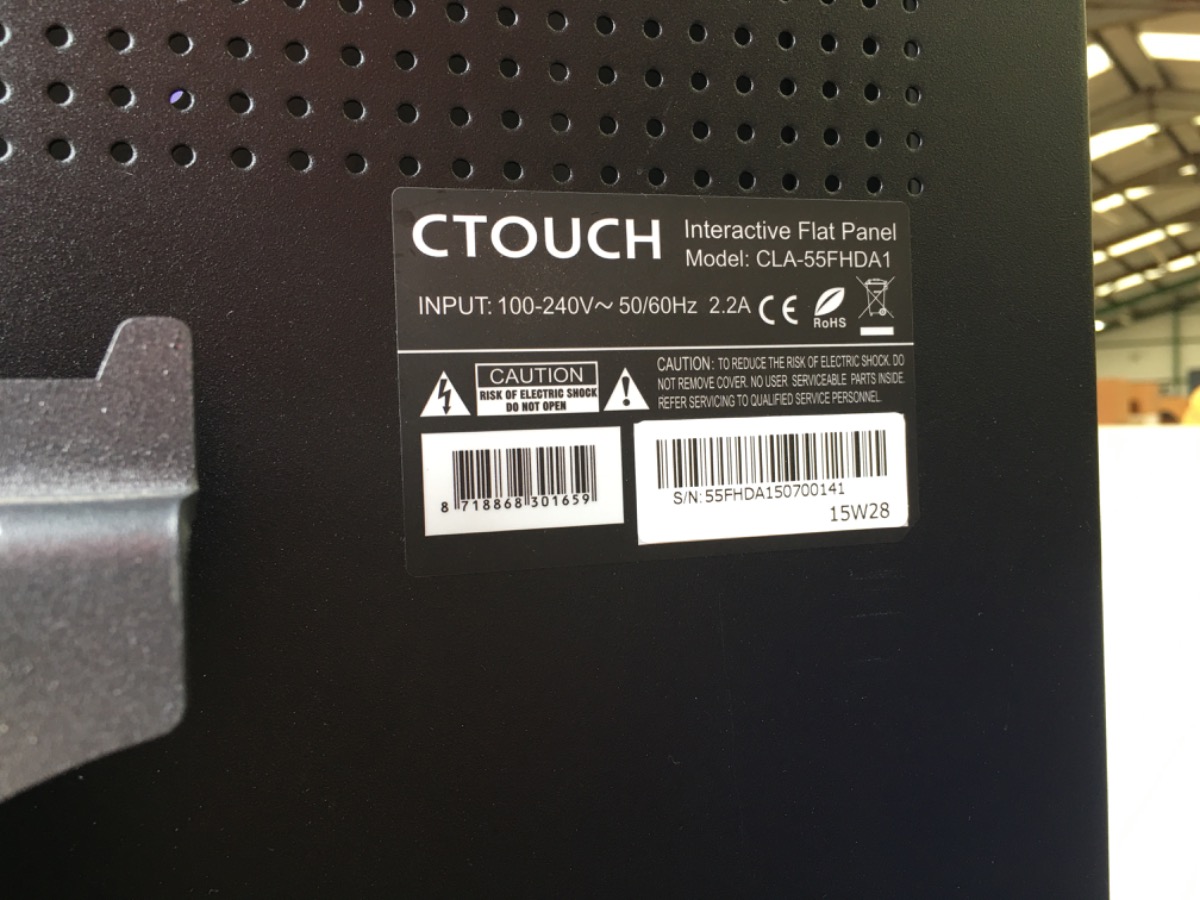 CTOUCH
Interactive Flat Panel
Model: CLA-55FHDA1
INPUT: 100-240V~ 50/60Hz 2.2A CE
RoHS
CAUTION
RISK OF ELECTRIC SHOCK
DO NOT OPEN
CAUTION: TO REDUCE THE RISK OF ELECTRIC SHOCK. DO
NOT REMOVE COVER. NO USER SERVICEABLE PARTS INSIDE.
REFER SERVICING TO QUALIFIED SERVICE PERSONNEL.
8 718868 301659
S/N: 55FHDA150700141
15W28